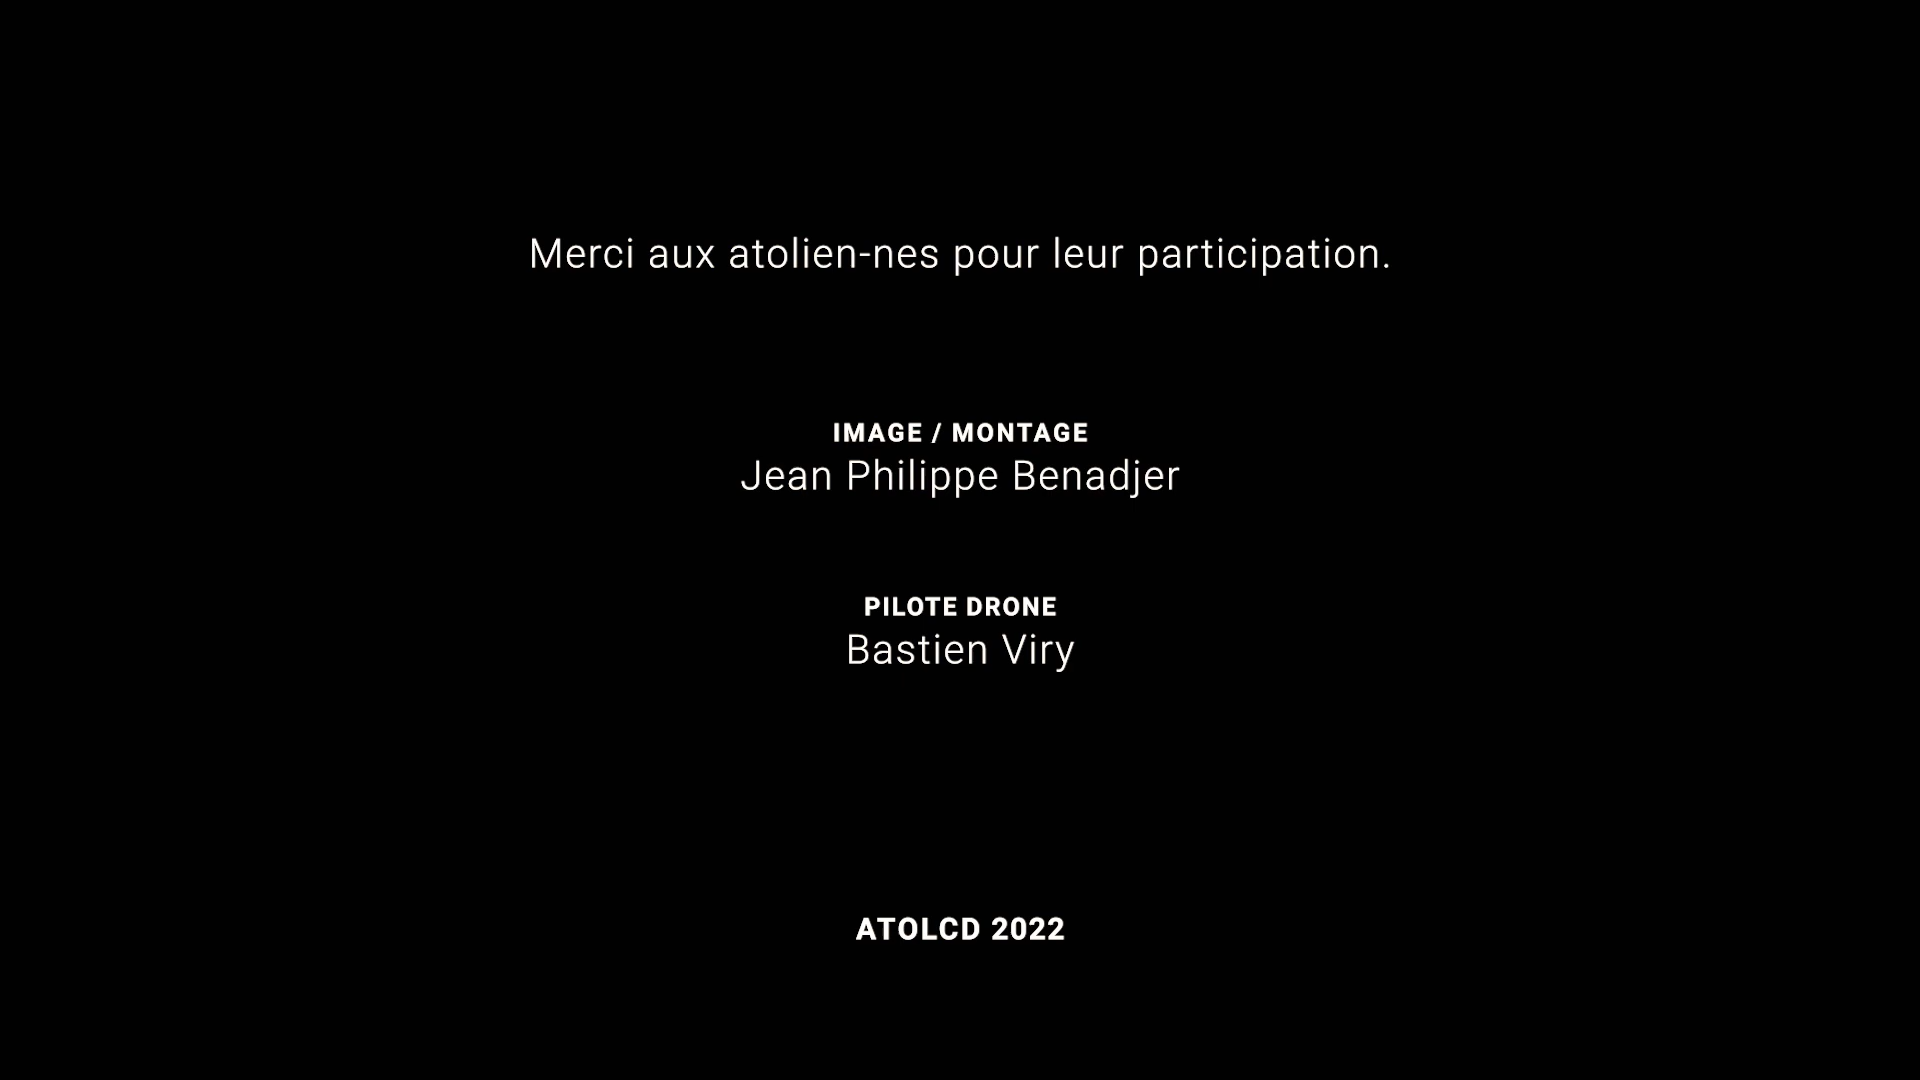 Merci aux atolien-nes pour leur participation.
IMAGE / MONTAGE
Jean Philippe Benadjer
PILOTE DRONE
Bastien Viry
ATOLCD 2022